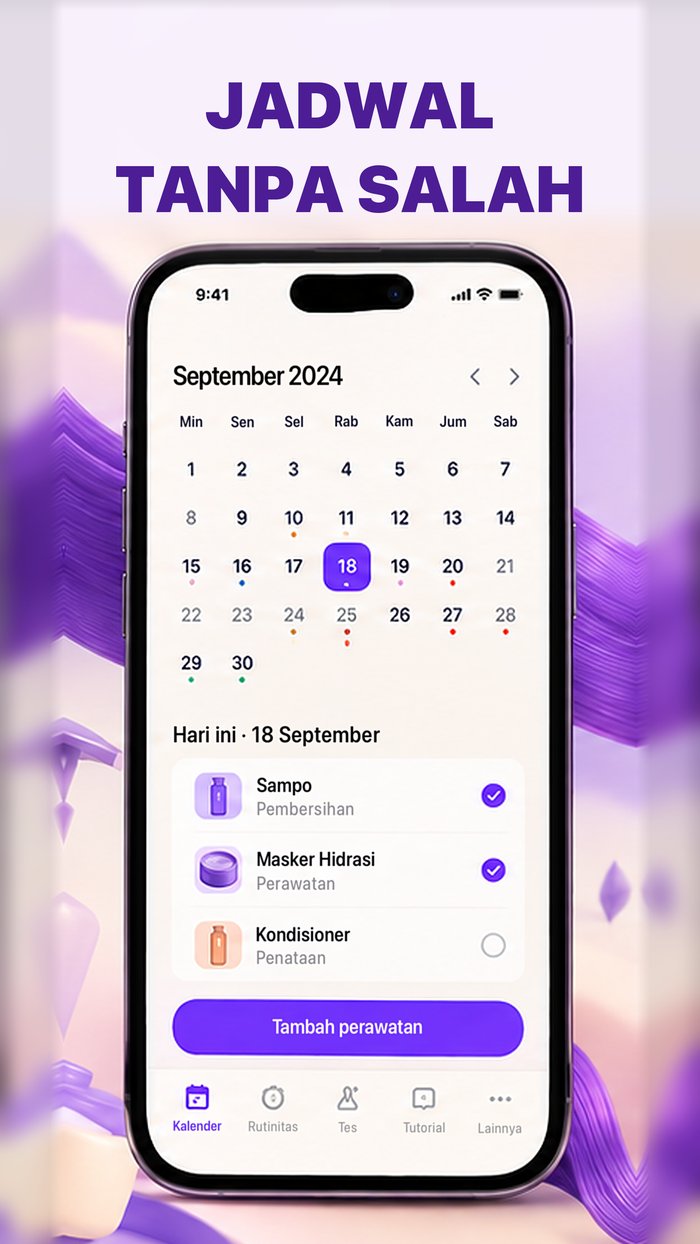 JADWAL
TANPA SALAH
9:41
September 2024
Min Sen Sel Rab Kam Jum Sab
1 2 3 4 5 6 7
8 9 10 11 12 13 14
15 16 17 18 19 20 21
22 23 24 25 26 27 28
29 30
Hari ini · 18 September
Sampo
Pembersihan
Masker Hidrasi
Perawatan
Kondisioner
Penataan
Tambah perawatan
Kalender Rutinitas Tes Tutorial Lainnya